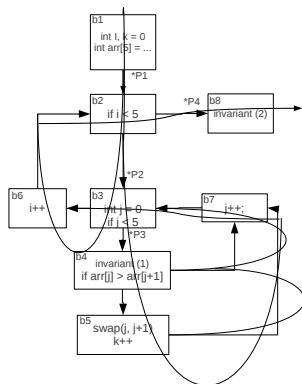 b1
int I, k = 0
int arr[5] = ...
*P1
b2
if i < 5
*P4
b8
invariant (2)
*P2
b6
i++
b3
int j = 0
if j < 5
b7
j++;
*P3
b4
invariant (1)
if arr[j] > arr[j+1]
b5
swap(j, j+1)
k++